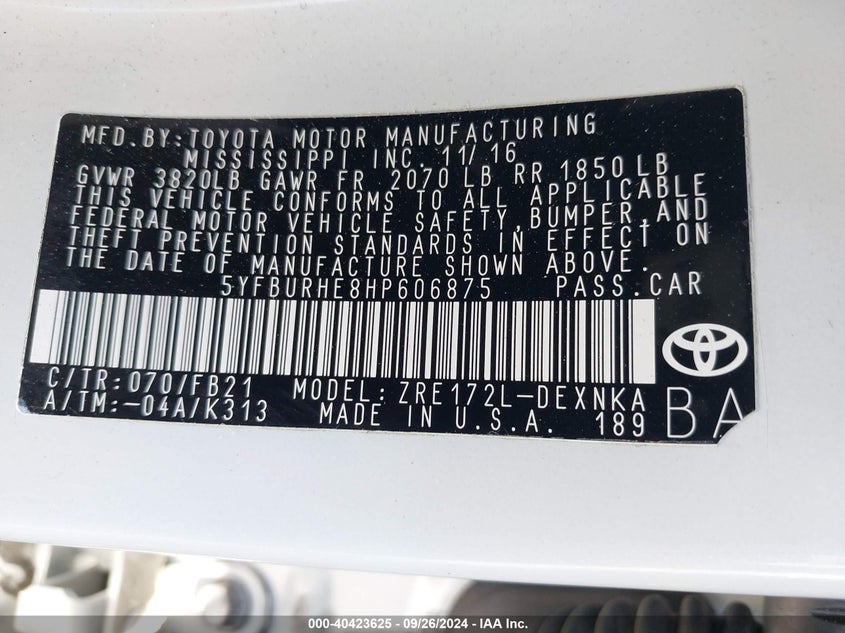 MFD.BY:TOYOTA MOTOR MANUFACTURING
MISSISSIPPI INC. 11/16
GVWR 3820LB GAWR FR 2070 LB RR 1850LB
THIS VEHICLE CONFORMS TO ALL APPLICABLE
FEDERAL MOTOR VEHICLE SAFETY,BUMPER,AND
THEFT PREVENTION STANDARDS IN EFFECT ON
THE DATE OF MANUFACTURE SHOWN ABOVE.
5YFBURHE8HP606875 PASS.CAR
C/TR:070/FB21 MODEL:ZRE172L-DEXNKA
A/TM:-04A/K313 MADE IN U.S.A. 189
BA
000-40423625 - 09/26/2024 - IAA Inc.